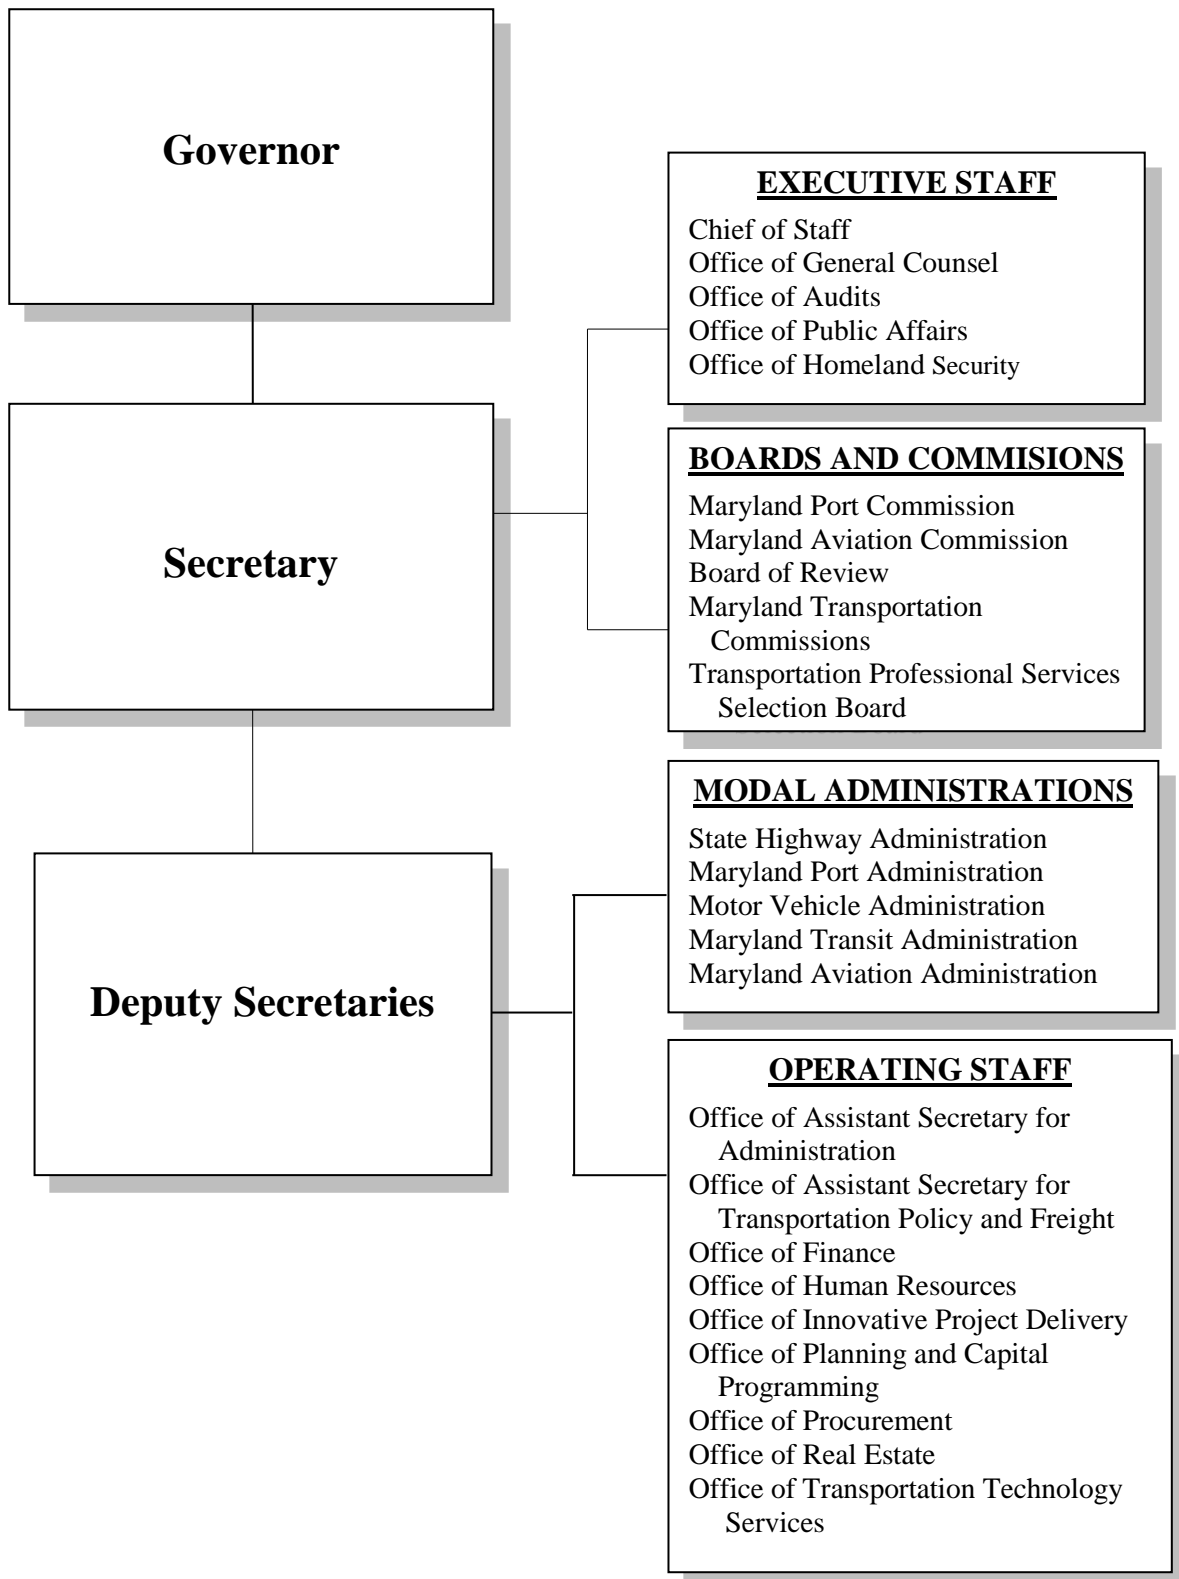 Governor
EXECUTIVE STAFF
Chief of Staff
Office of General Counsel
Office of Audits
Office of Public Affairs
Office of Homeland Security
Secretary
BOARDS AND COMMISIONS
Maryland Port Commission
Maryland Aviation Commission
Board of Review
Maryland Transportation
Commissions
Transportation Professional Services
Selection Board
Deputy Secretaries
MODAL ADMINISTRATIONS
State Highway Administration
Maryland Port Administration
Motor Vehicle Administration
Maryland Transit Administration
Maryland Aviation Administration
OPERATING STAFF
Office of Assistant Secretary for
Administration
Office of Assistant Secretary for
Transportation Policy and Freight
Office of Finance
Office of Human Resources
Office of Innovative Project Delivery
Office of Planning and Capital
Programming
Office of Procurement
Office of Real Estate
Office of Transportation Technology
Services